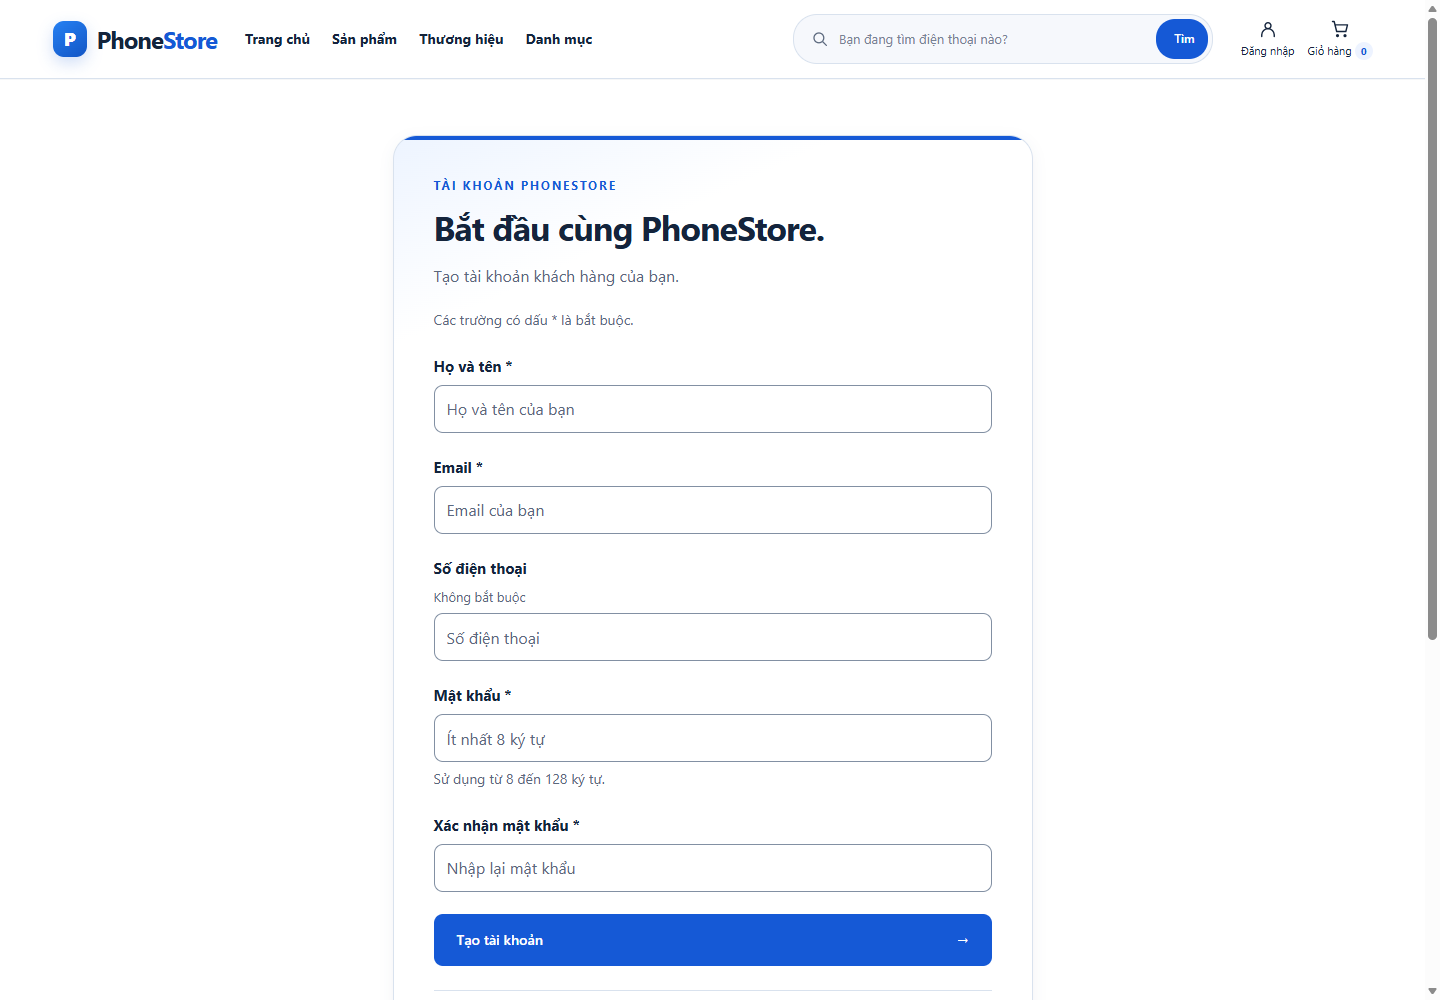 P PhoneStore Trang chủ Sản phẩm Thương hiệu Danh mục Bạn đang tìm điện thoại nào? Tìm Đăng nhập Giỏ hàng 0
TÀI KHOẢN PHONESTORE
Bắt đầu cùng PhoneStore.
Tạo tài khoản khách hàng của bạn.
Các trường có dấu * là bắt buộc.
Họ và tên *
Họ và tên của bạn
Email *
Email của bạn
Số điện thoại
Không bắt buộc
Số điện thoại
Mật khẩu *
Ít nhất 8 ký tự
Sử dụng từ 8 đến 128 ký tự.
Xác nhận mật khẩu *
Nhập lại mật khẩu
Tạo tài khoản →